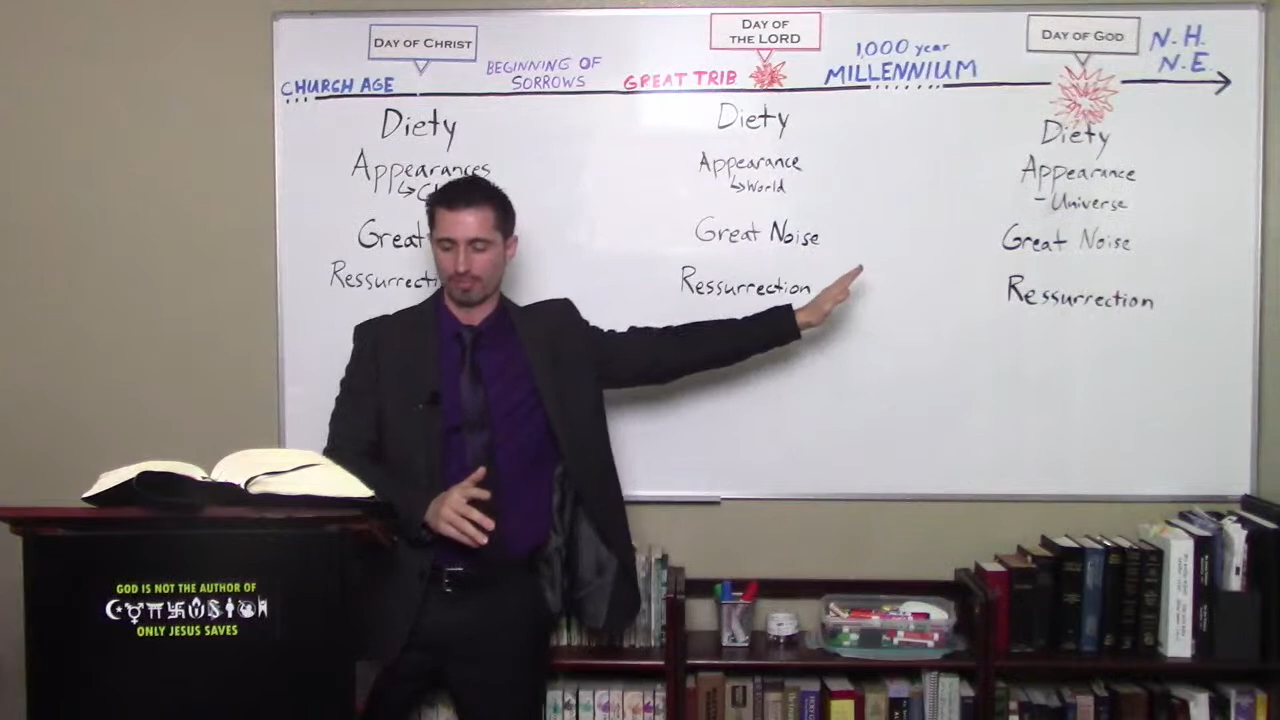 DAY OF CHRIST
DAY OF
THE LORD
DAY OF GOD
CHURCH AGE
BEGINNING OF
SORROWS
GREAT TRIB
1,000 year
MILLENNIUM
N.H.
N.E.
Diety
Appearances
Great
Diety
Appearance
World
Great Noise
Ressurrection
Diety
Appearance
- Universe
Great Noise
Ressurrection
GOD IS NOT THE AUTHOR OF
ONLY JESUS SAVES